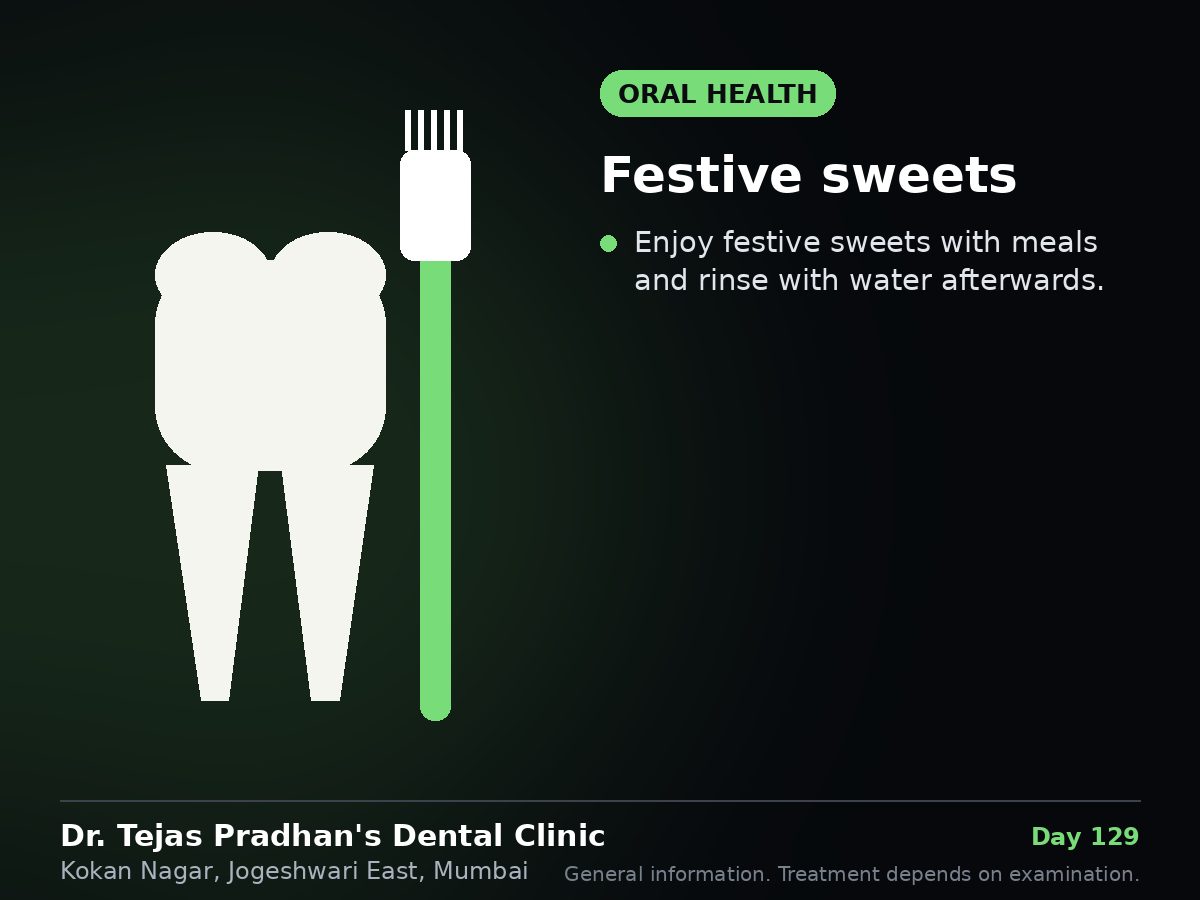 ORAL HEALTH
Festive sweets
Enjoy festive sweets with meals
and rinse with water afterwards.
Dr. Tejas Pradhan's Dental Clinic
Day 129
Kokan Nagar, Jogeshwari East, Mumbai
General information. Treatment depends on examination.